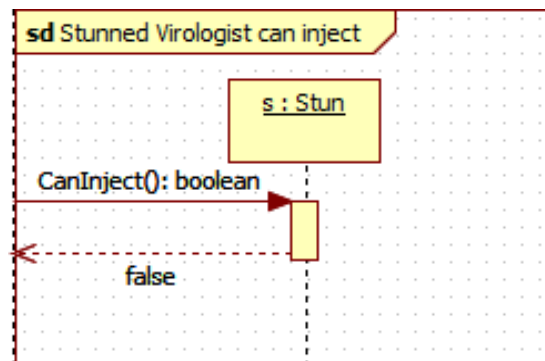 sd Stunned Virologist can inject
s : Stun
CanInject(): boolean
false